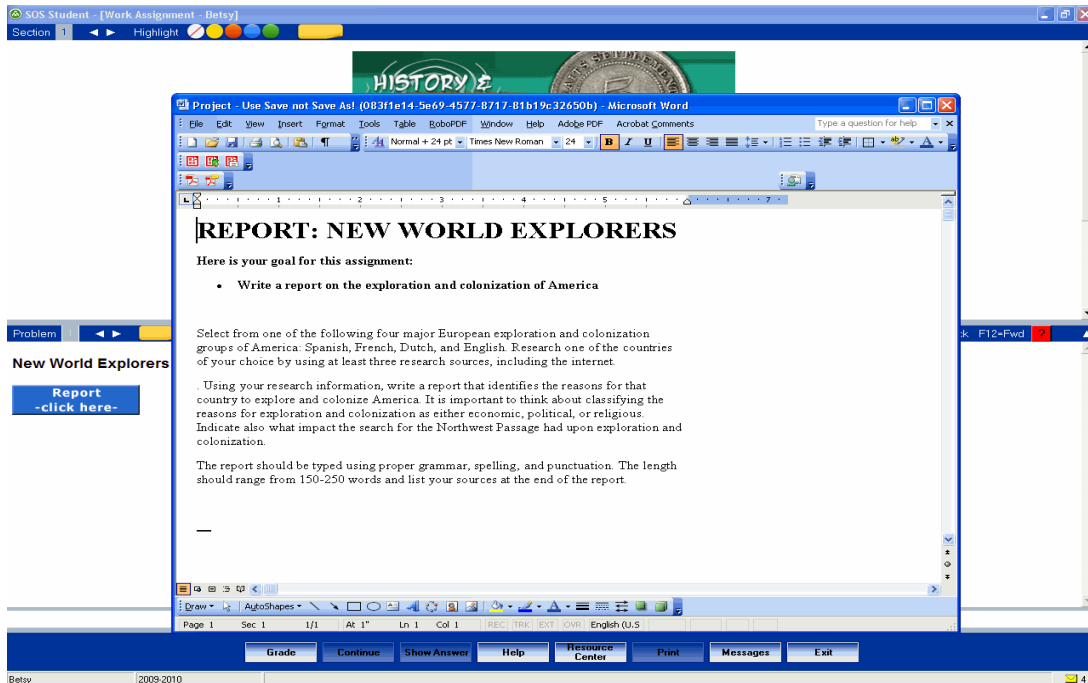 SOS Student - [Work Assignment - Betsy]
Section 1 Highlight
HISTORY &
Project - Use Save not Save As! (083f1e14-5e69-4577-8717-81b19c32650b) - Microsoft Word
File Edit View Insert Format Tools Table RoboPDF Window Help Adobe PDF Acrobat Comments Type a question for help
Normal + 24 pt Times New Roman 24 B I U
1 2 3 4 5 7
REPORT: NEW WORLD EXPLORERS
Here is your goal for this assignment:
• Write a report on the exploration and colonization of America
Select from one of the following four major European exploration and colonization
groups of America: Spanish, French, Dutch, and English. Research one of the countries
of your choice by using at least three research sources, including the internet.
. Using your research information, write a report that identifies the reasons for that
country to explore and colonize America. It is important to think about classifying the
reasons for exploration and colonization as either economic, political, or religious.
Indicate also what impact the search for the Northwest Passage had upon exploration and
colonization.
The report should be typed using proper grammar, spelling, and punctuation. The length
should range from 150-250 words and list your sources at the end of the report.
Problem 1
F12=Fwd ?
New World Explorers
Report
-click here-
Draw AutoShapes
Page 1 Sec 1 1/1 At 1" Ln 1 Col 1 REC TRK EXT OVR English (U.S
Grade Continue Show Answer Help Resource Center Print Messages Exit
Betsy 2009-2010 4